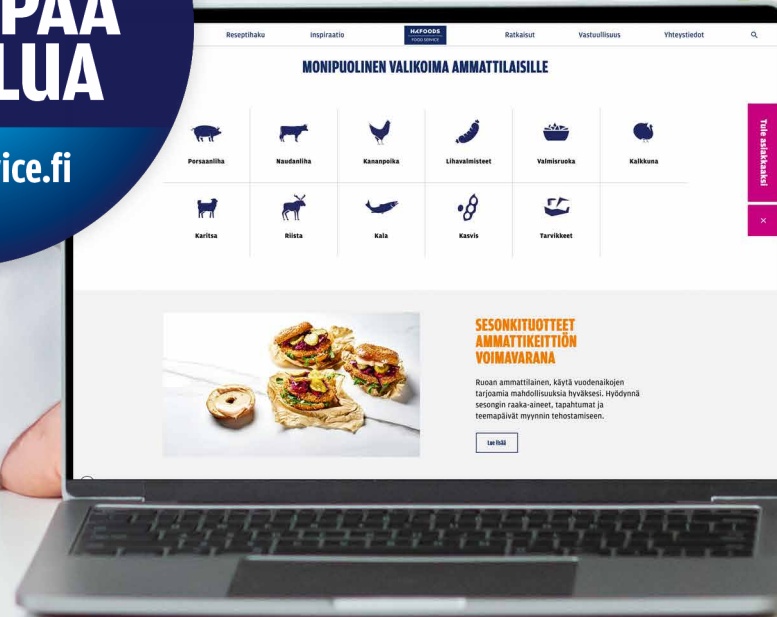 PAA
LUA
ice.fi
Reseptihaku
Inspiraatio
HKFOODS
FOOD SERVICE
Ratkaisut
Vastuullisuus
Yhteystiedot
MONIPUOLINEN VALIKOIMA AMMATTILAISILLE
Porsaanliha
Naudanliha
Kananpoika
Lihavalmisteet
Valmisruoka
Kalkkuna
Karitsa
Riista
Kala
Kasvis
Tarvikkeet
Tule asiakkaaksi
×
SESONKITUOTTEET
AMMATTIKEITTIÖN
VOIMAVARANA
Ruoan ammattilainen, käytä vuodenaikojen
tarjoamia mahdollisuuksia hyväksesi. Hyödynnä
sesongin raaka-aineet, tapahtumat ja
teemapäivät myynnin tehostamiseen.
Lue lisää